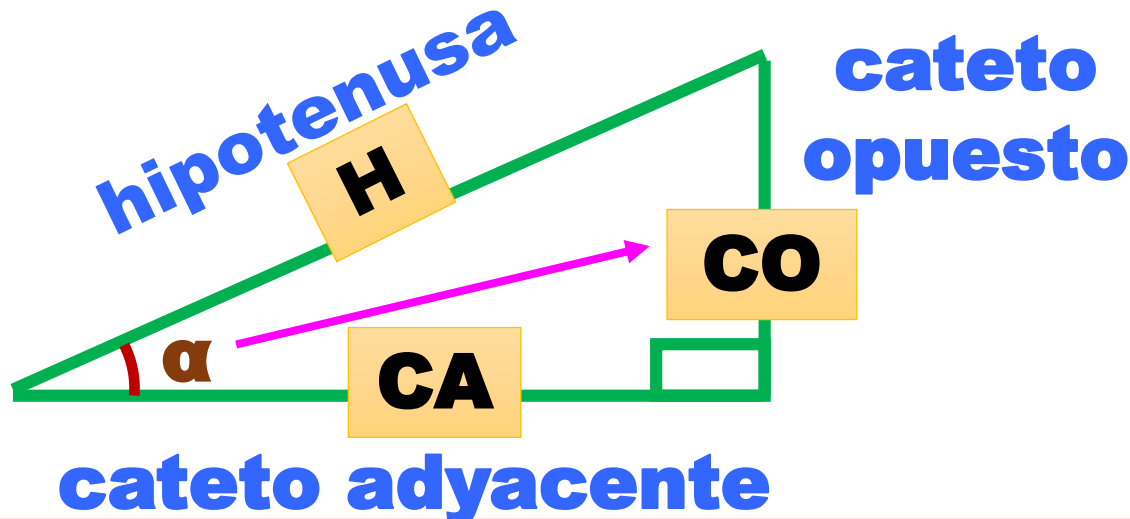 hipotenusa
H
cateto
opuesto
CO
α
CA
cateto adyacente